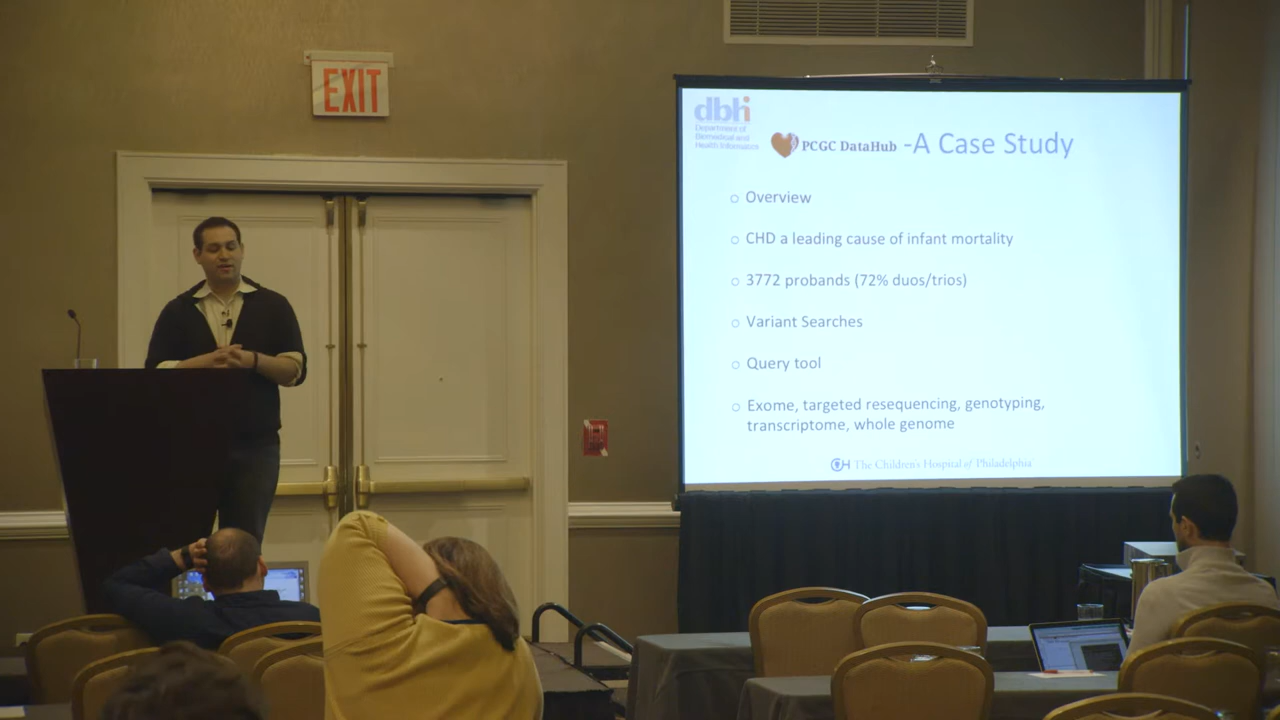 EXIT
dbhi
Department of
Biomedical and
Health Informatics
PCGC DataHub -A Case Study
Overview
CHD a leading cause of infant mortality
3772 probands (72% duos/trios)
Variant Searches
Query tool
Exome, targeted resequencing, genotyping,
transcriptome, whole genome
The Children's Hospital of Philadelphia